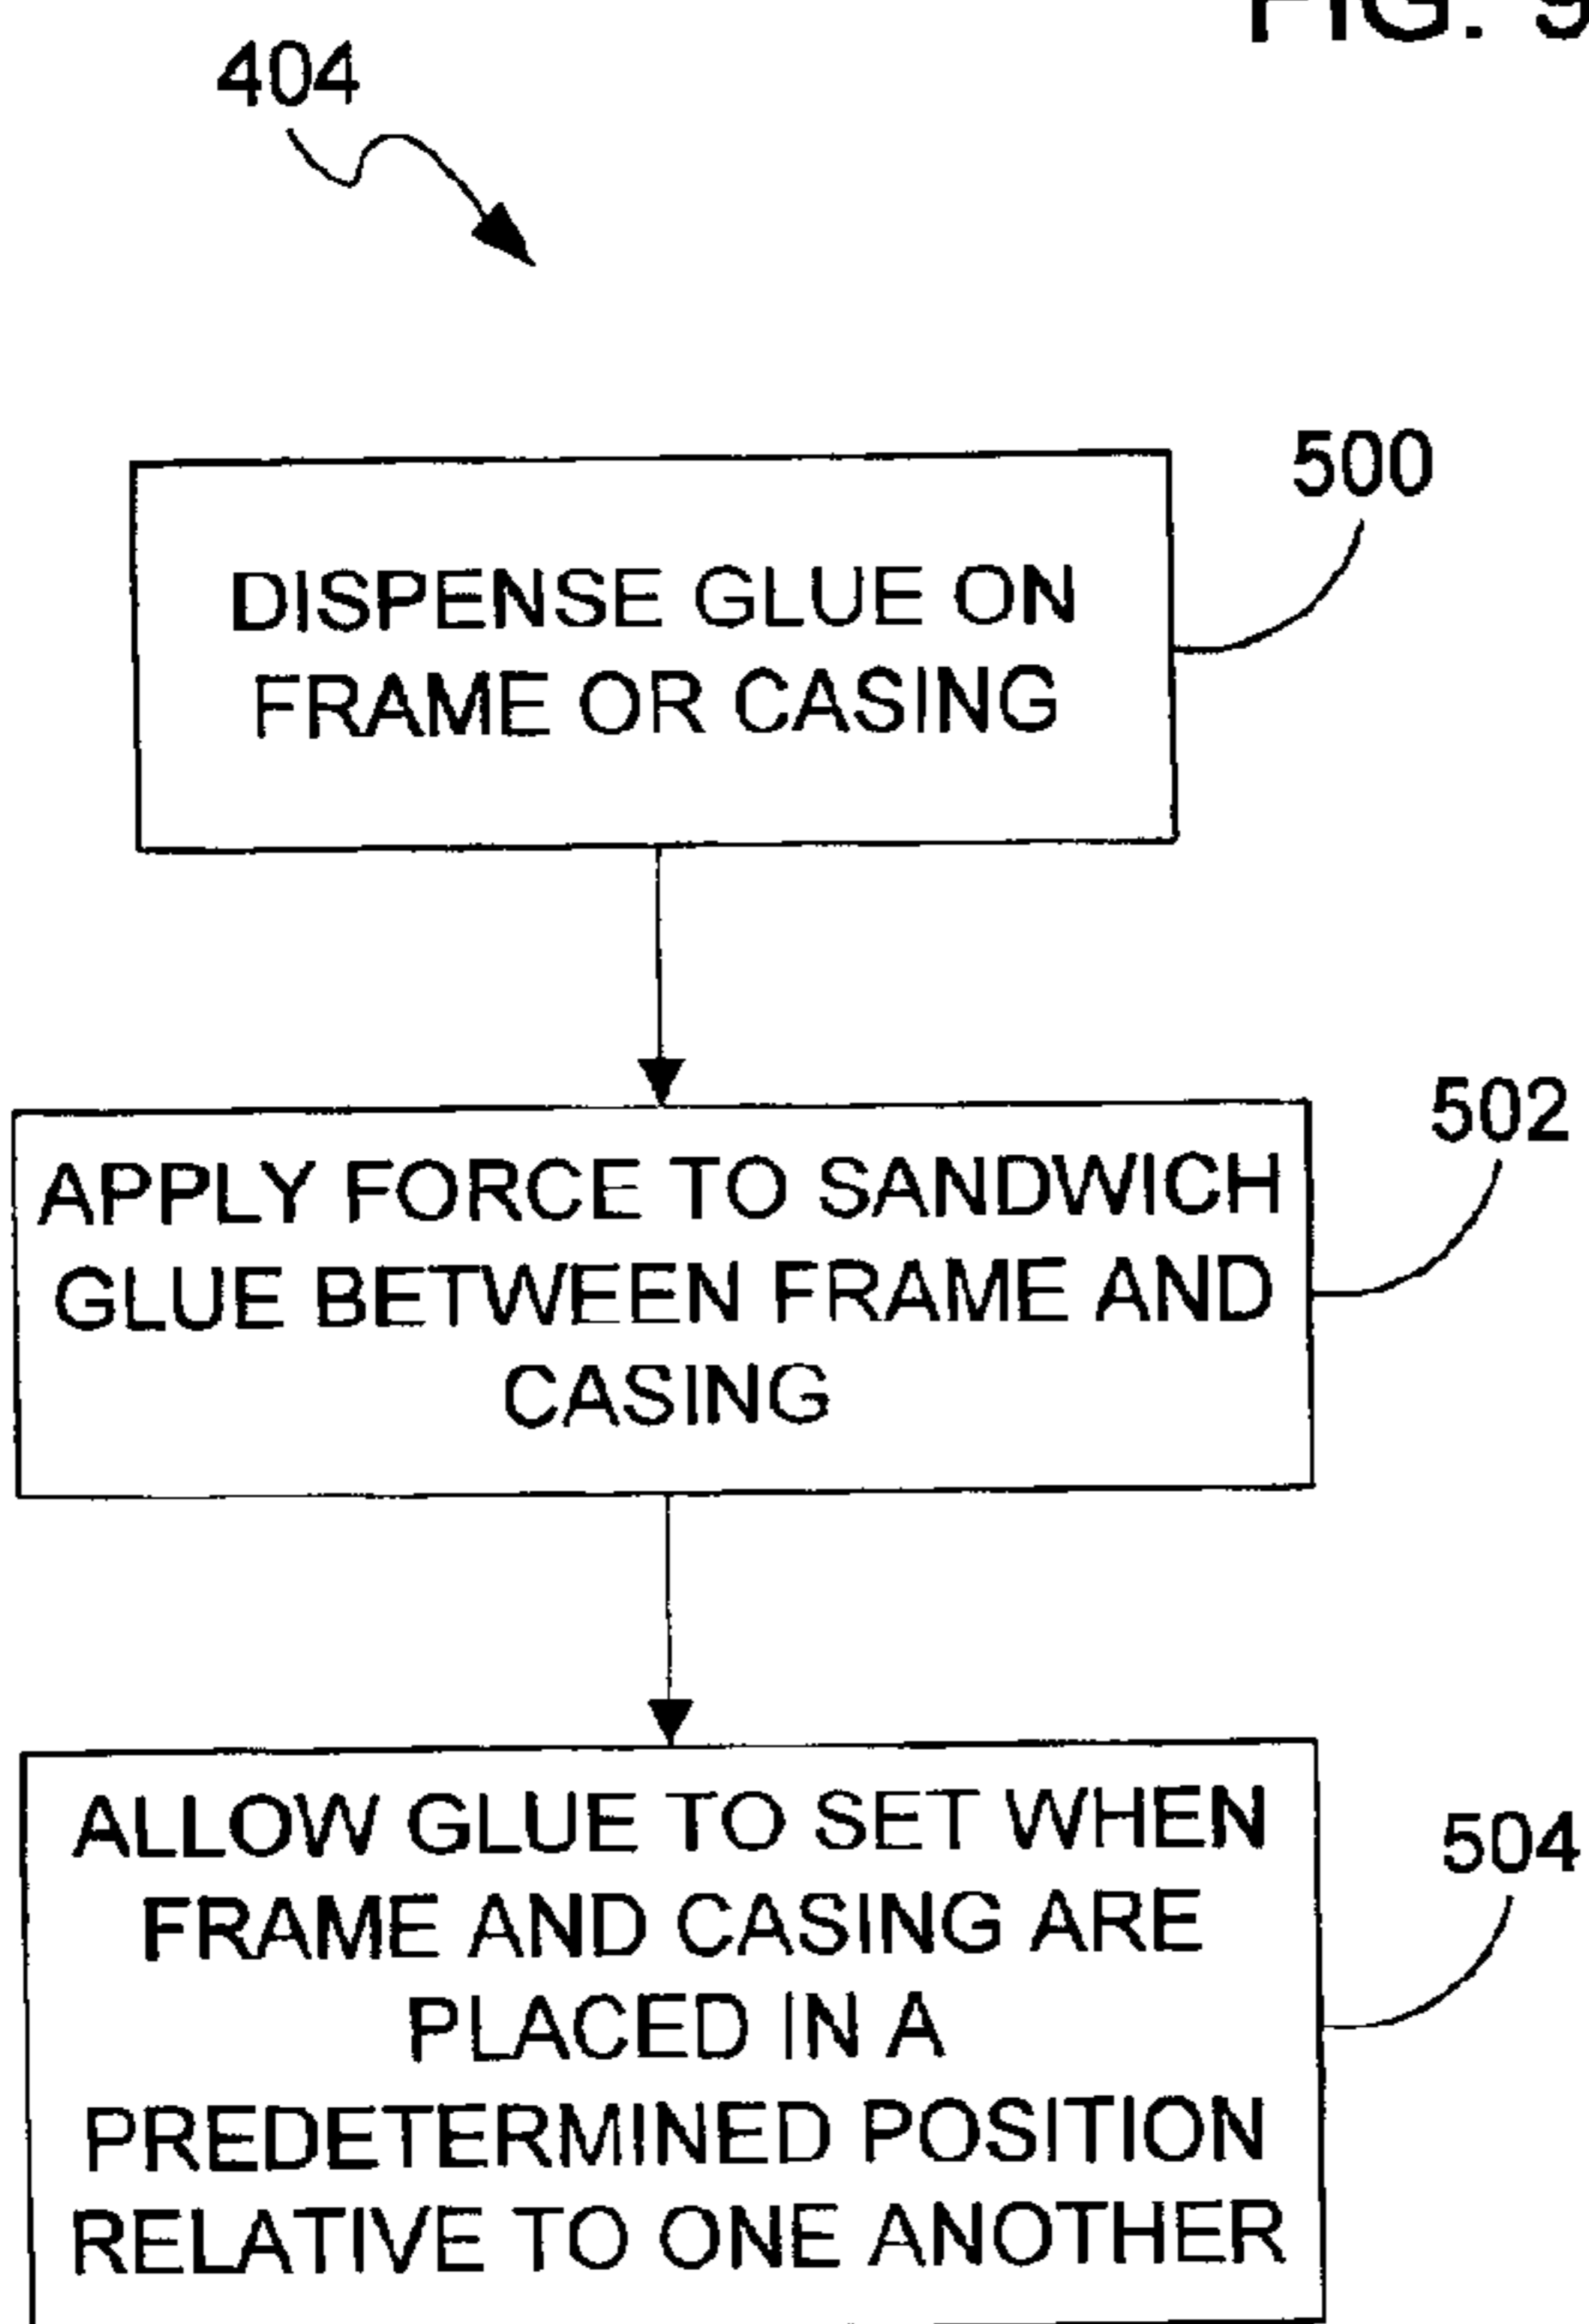 FIG. 9
404
500
DISPENSE GLUE ON
FRAME OR CASING
502
APPLY FORCE TO SANDWICH
GLUE BETWEEN FRAME AND
CASING
504
ALLOW GLUE TO SET WHEN
FRAME AND CASING ARE
PLACED IN A
PREDETERMINED POSITION
RELATIVE TO ONE ANOTHER